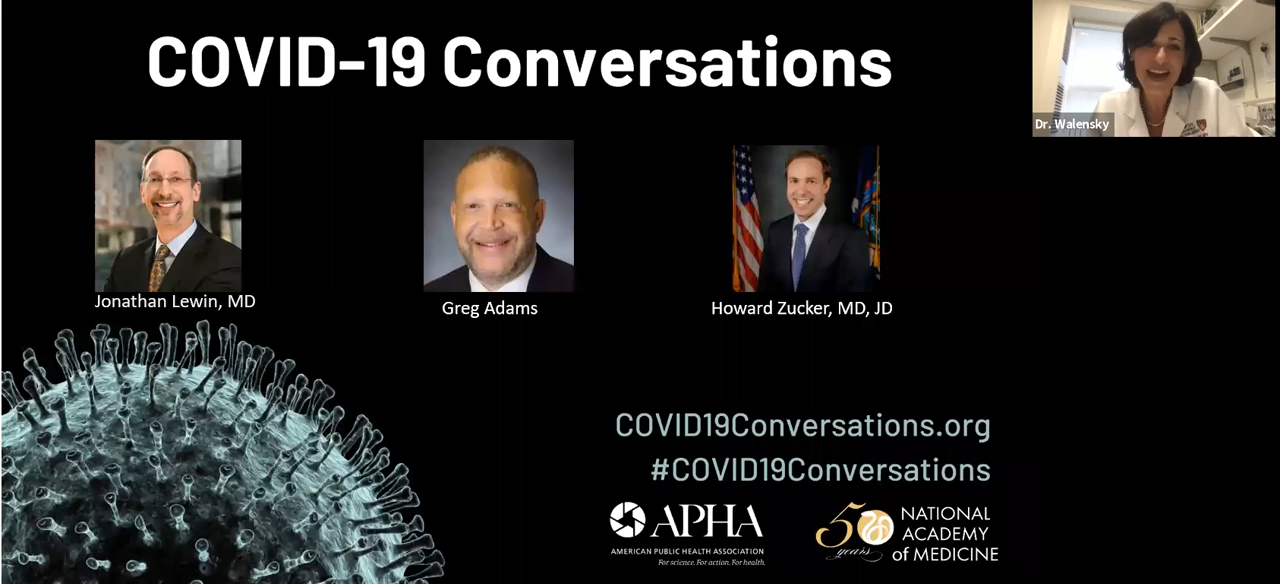 COVID-19 Conversations
Dr. Walensky
Jonathan Lewin, MD
Greg Adams
Howard Zucker, MD, JD
COVID19Conversations.org
#COVID19Conversations
APHA
AMERICAN PUBLIC HEALTH ASSOCIATION
For science. For action. For health.
50
years
NATIONAL
ACADEMY
of MEDICINE